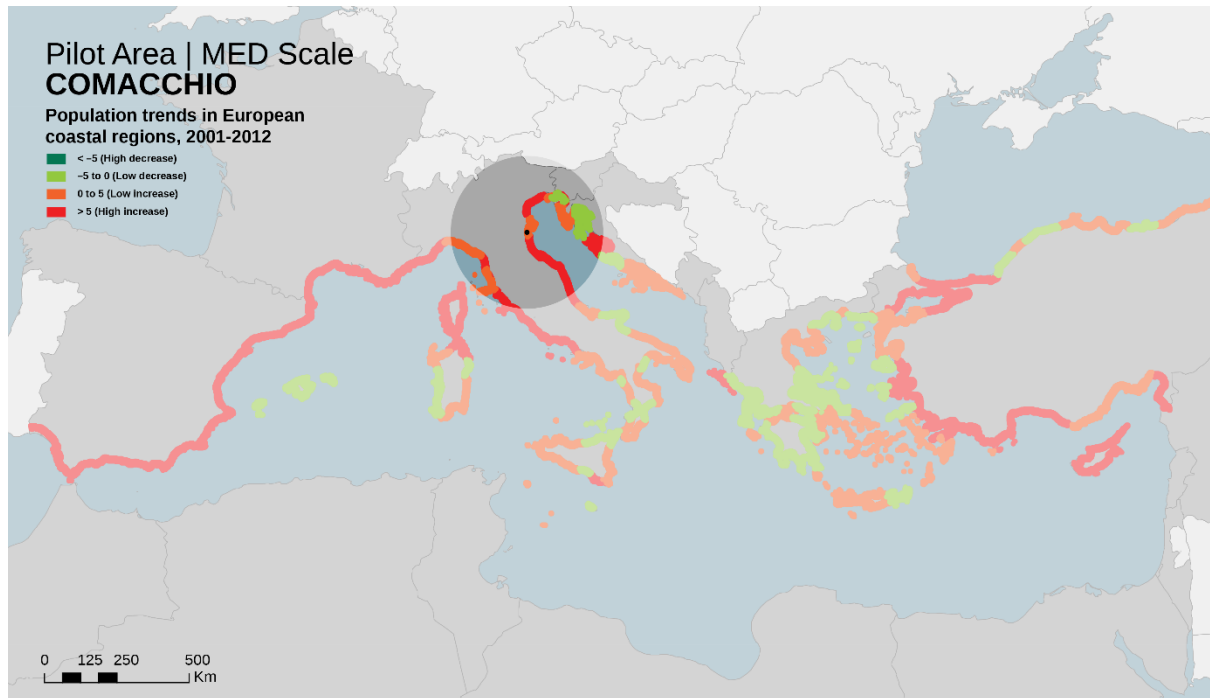 Pilot Area | MED Scale
COMACCHIO
Population trends in European
coastal regions, 2001-2012
< –5 (High decrease)
–5 to 0 (Low decrease)
0 to 5 (Low increase)
> 5 (High increase)
0 125 250 500
Km